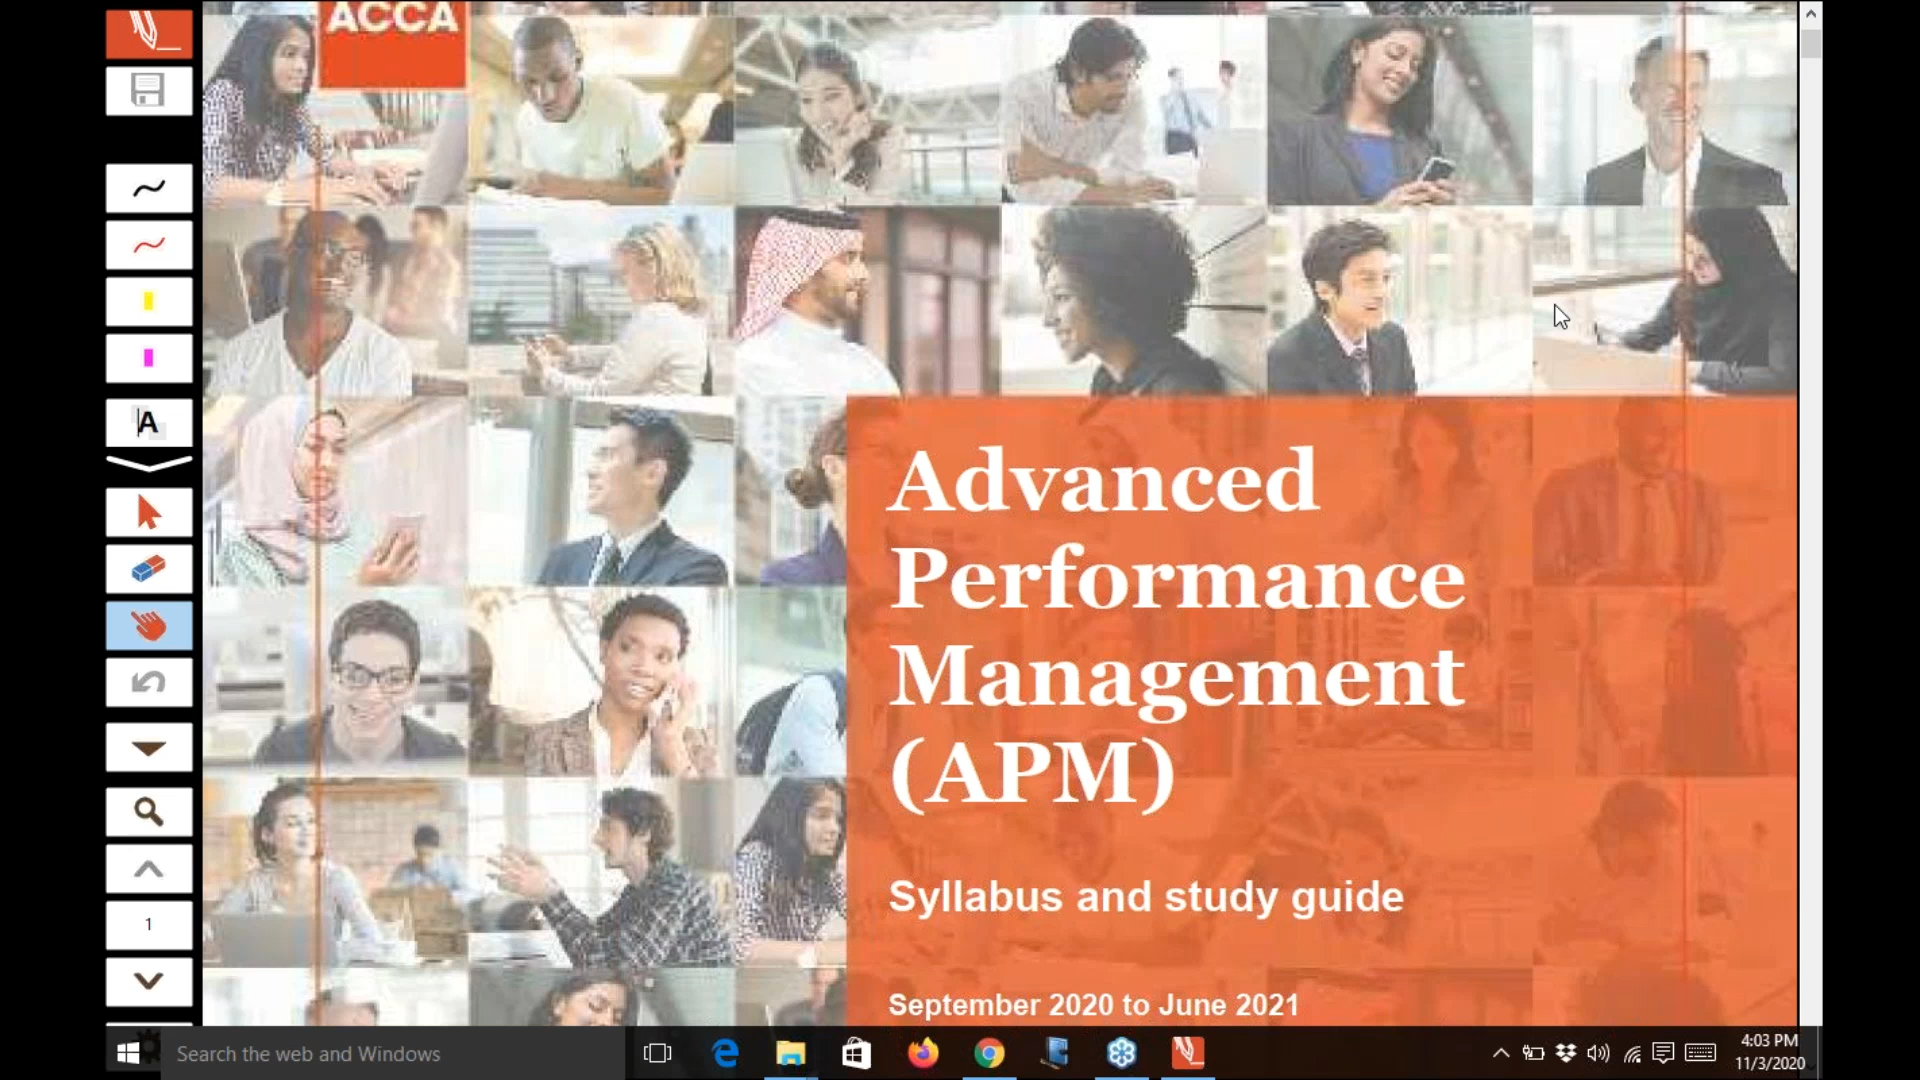 ACCA
A
Advanced
Performance
Management
(APM)
Syllabus and study guide
September 2020 to June 2021
1
Search the web and Windows
4:03 PM
11/3/2020